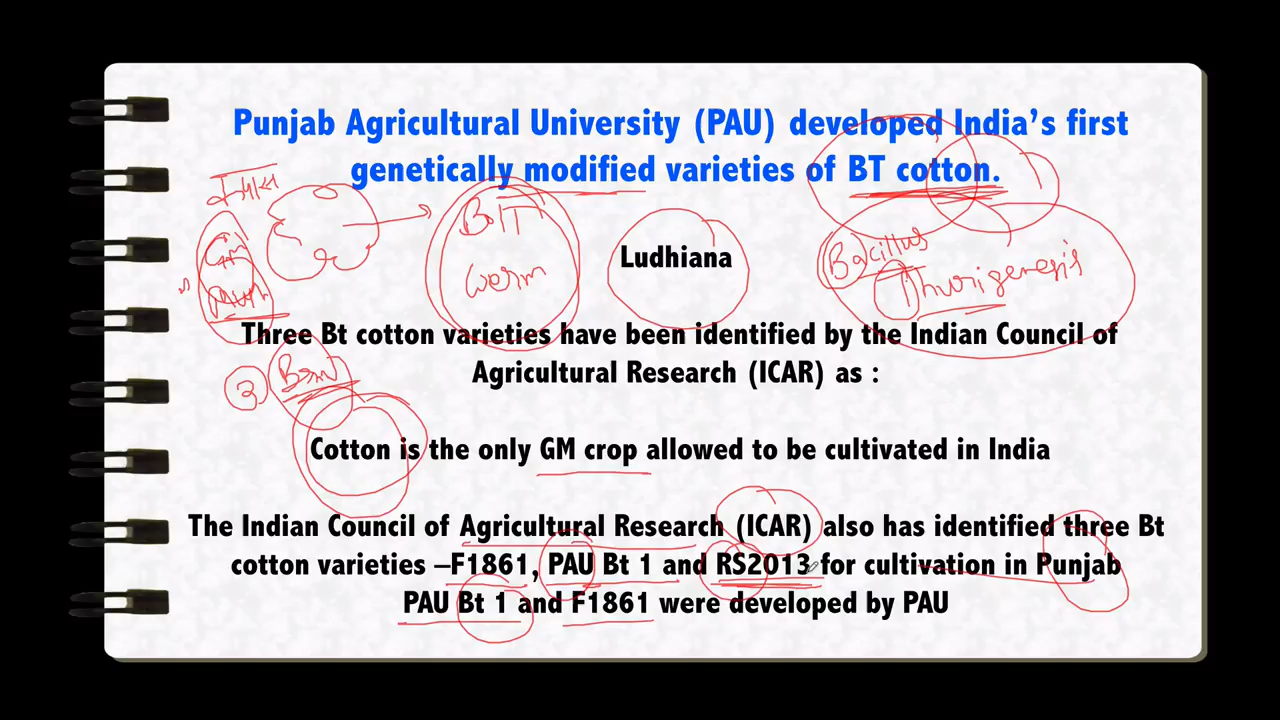 Punjab Agricultural University (PAU) developed India's first
genetically modified varieties of BT cotton.
Boll
worm
Ludhiana
Bacillus
Thurigenesis
Three Bt cotton varieties have been identified by the Indian Council of
Agricultural Research (ICAR) as :
3
Cotton is the only GM crop allowed to be cultivated in India
The Indian Council of Agricultural Research (ICAR) also has identified three Bt
cotton varieties –F1861, PAU Bt 1 and RS2013 for cultivation in Punjab
PAU Bt 1 and F1861 were developed by PAU